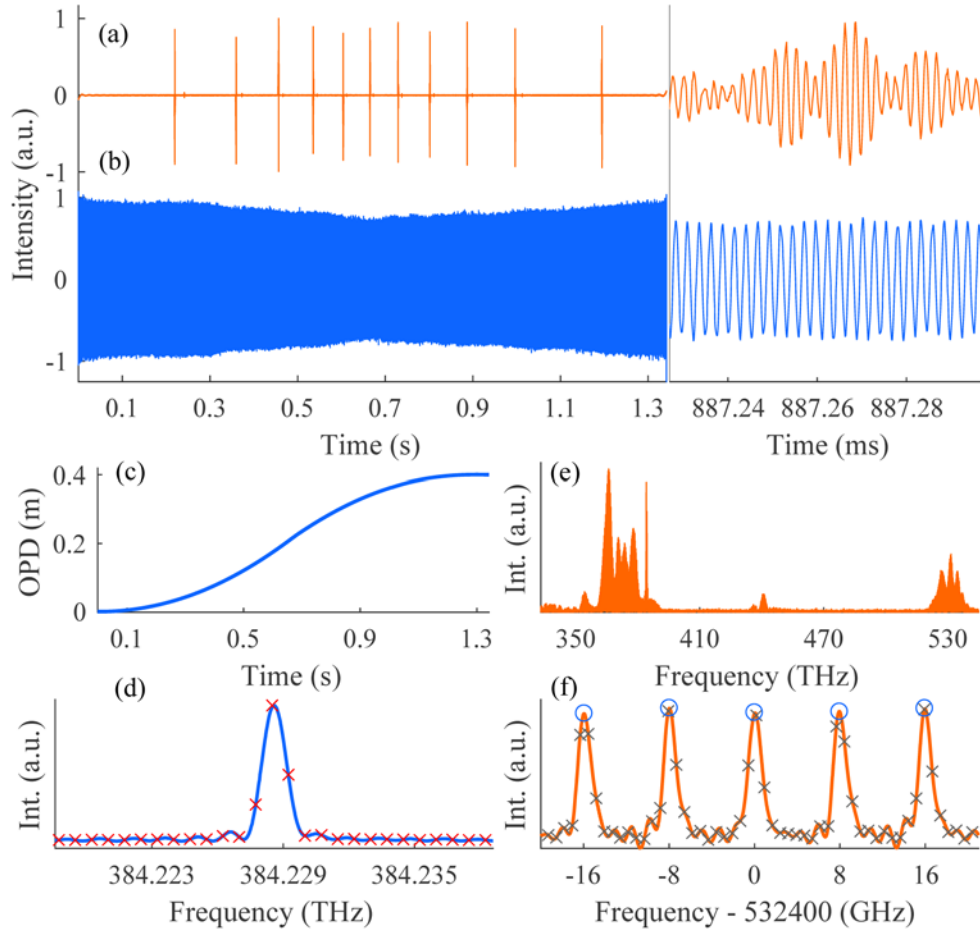 (a)
1
0
-1
(b)
1
0
-1
Intensity (a.u.)
0.1 0.3 0.5 0.7 0.9 1.1 1.3
887.24 887.26 887.28
Time (s)
Time (ms)
(c)
0.4
0.2
0
OPD (m)
0.1 0.5 0.9 1.3
Time (s)
(e)
Int. (a.u.)
350 410 470 530
Frequency (THz)
(d)
Int. (a.u.)
384.223 384.229 384.235
Frequency (THz)
(f)
Int. (a.u.)
-16 -8 0 8 16
Frequency - 532400 (GHz)